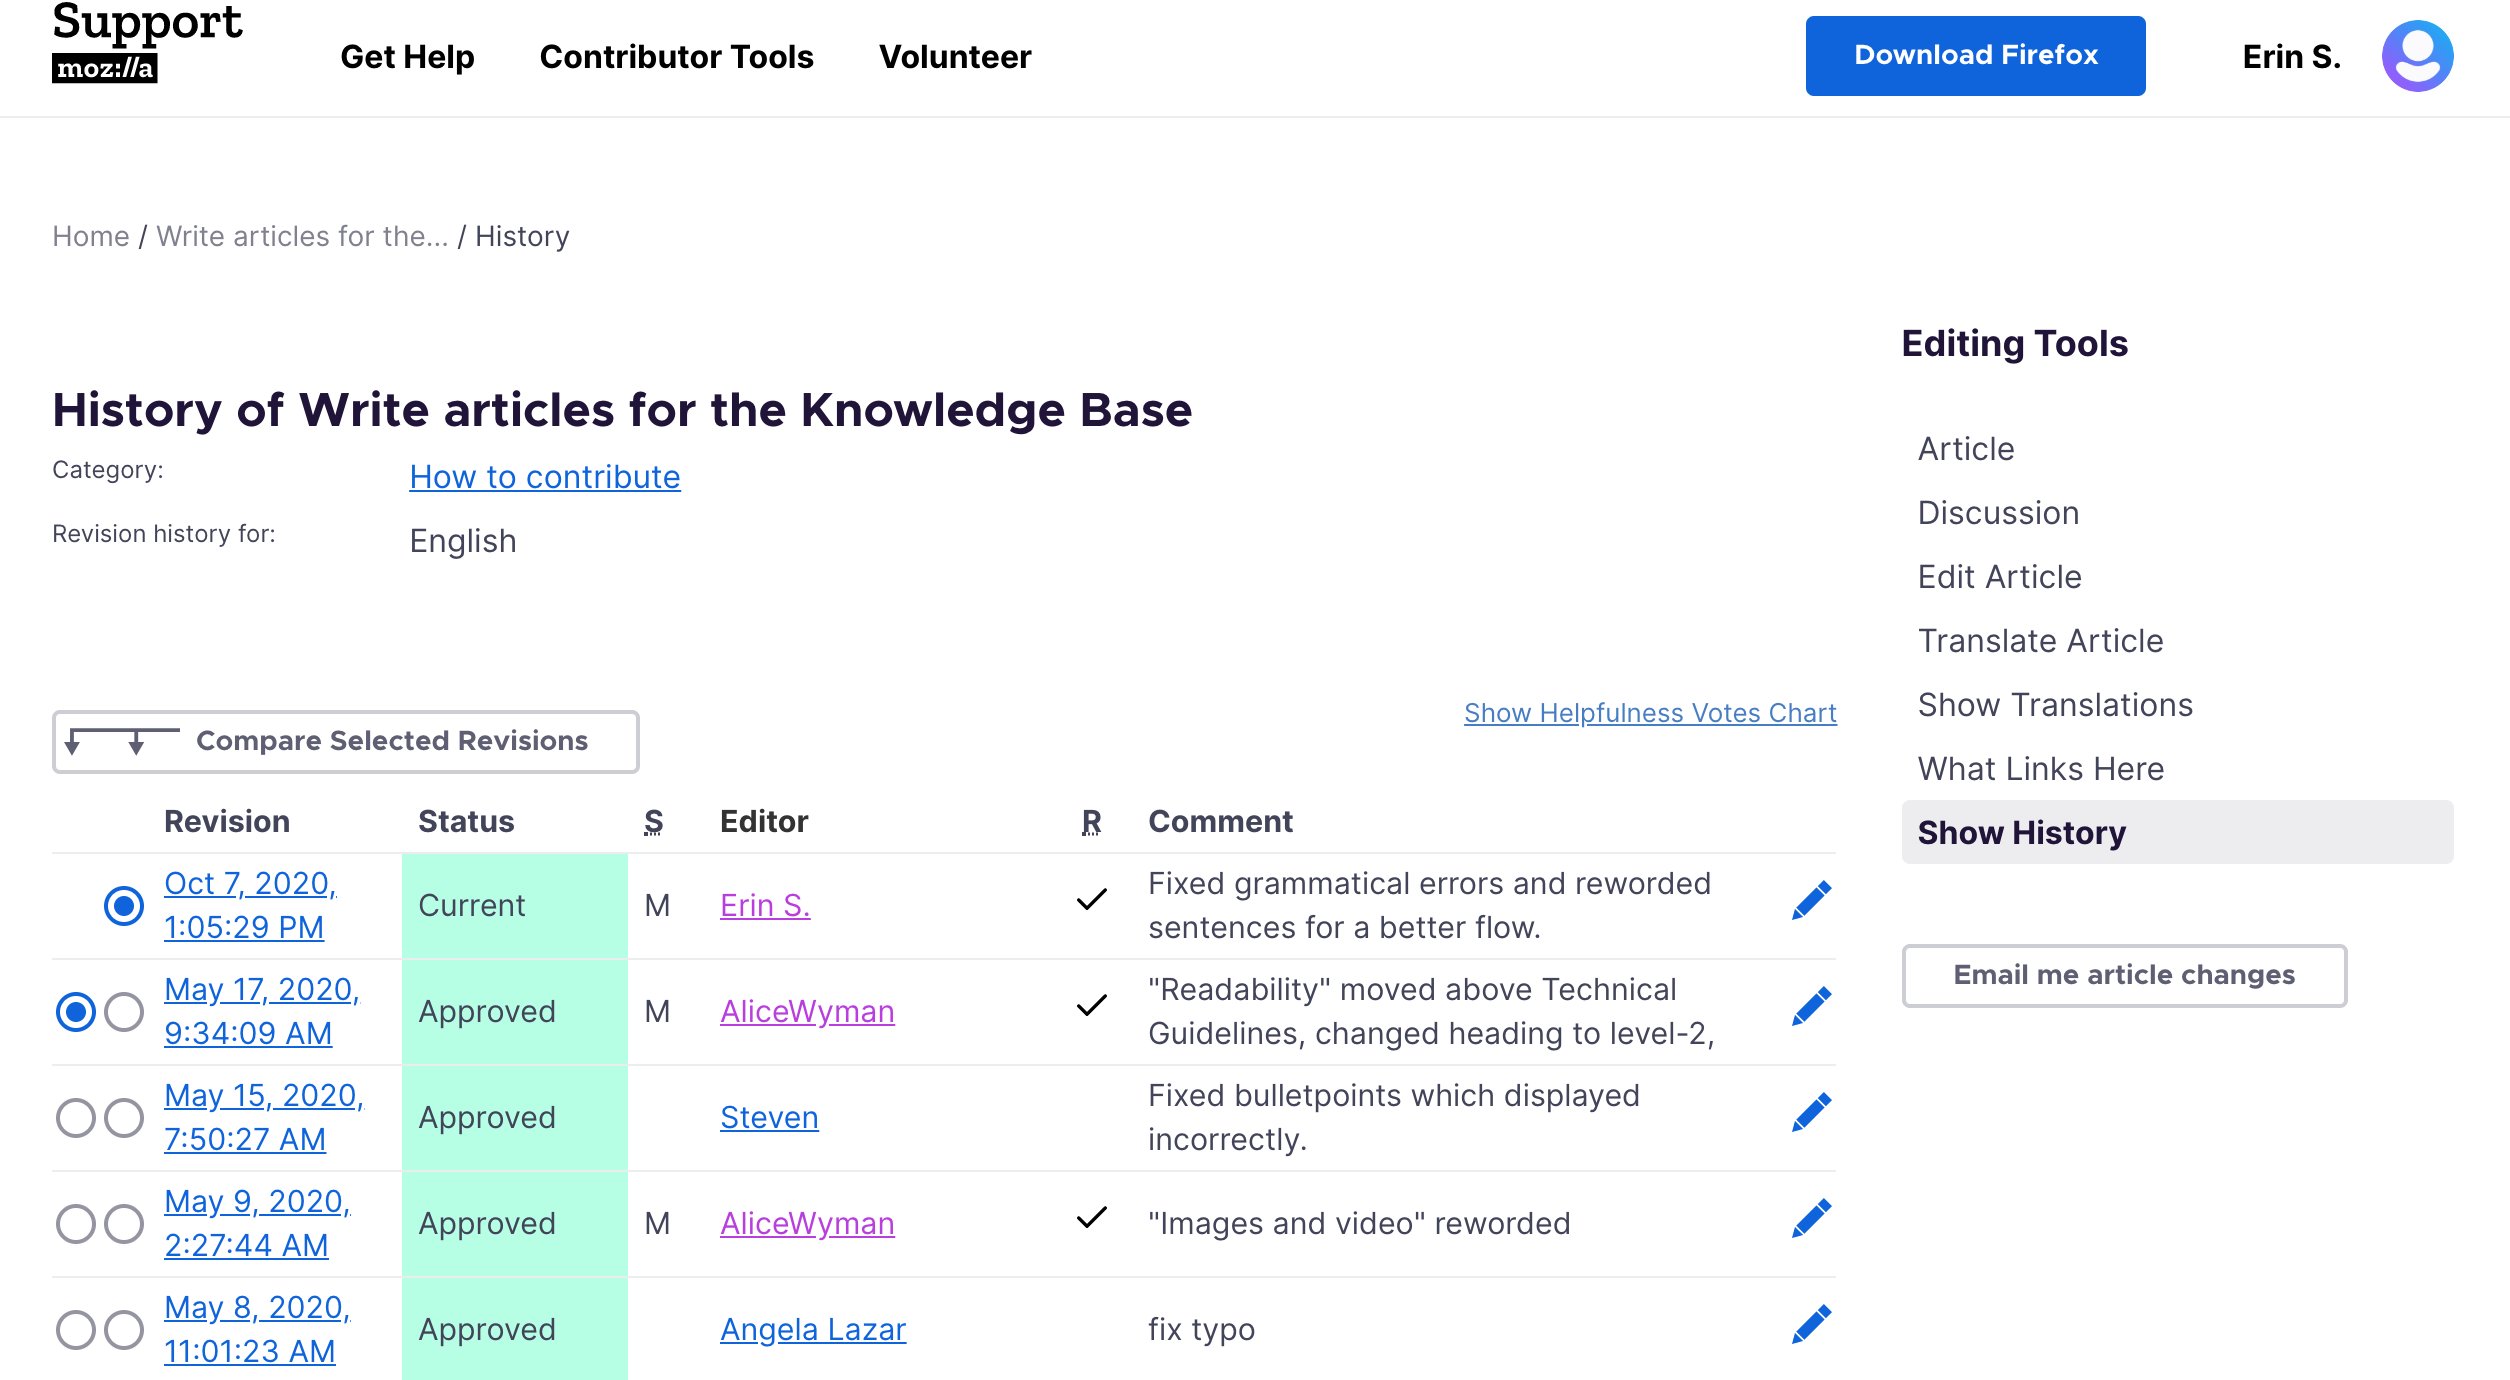 Support
moz://a
Get Help
Contributor Tools
Volunteer
Download Firefox
Erin S.
Home / Write articles for the... / History
History of Write articles for the Knowledge Base
Category:
How to contribute
Revision history for:
English
Compare Selected Revisions
Show Helpfulness Votes Chart
Revision Status S Editor R Comment
Oct 7, 2020,
1:05:29 PM
Current
M
Erin S.
Fixed grammatical errors and reworded
sentences for a better flow.
May 17, 2020,
9:34:09 AM
Approved
M
AliceWyman
"Readability" moved above Technical
Guidelines, changed heading to level-2,
May 15, 2020,
7:50:27 AM
Approved
Steven
Fixed bulletpoints which displayed
incorrectly.
May 9, 2020,
2:27:44 AM
Approved
M
AliceWyman
"Images and video" reworded
May 8, 2020,
11:01:23 AM
Approved
Angela Lazar
fix typo
Editing Tools
Article
Discussion
Edit Article
Translate Article
Show Translations
What Links Here
Show History
Email me article changes